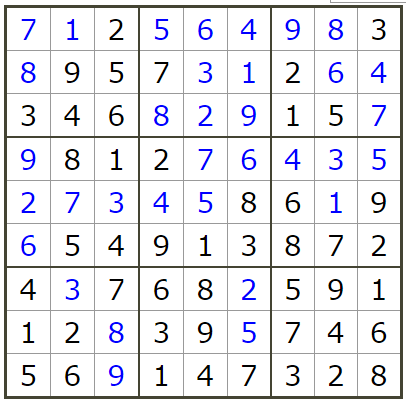 7 1 2 5 6 4 9 8 3
8 9 5 7 3 1 2 6 4
3 4 6 8 2 9 1 5 7
9 8 1 2 7 6 4 3 5
2 7 3 4 5 8 6 1 9
6 5 4 9 1 3 8 7 2
4 3 7 6 8 2 5 9 1
1 2 8 3 9 5 7 4 6
5 6 9 1 4 7 3 2 8